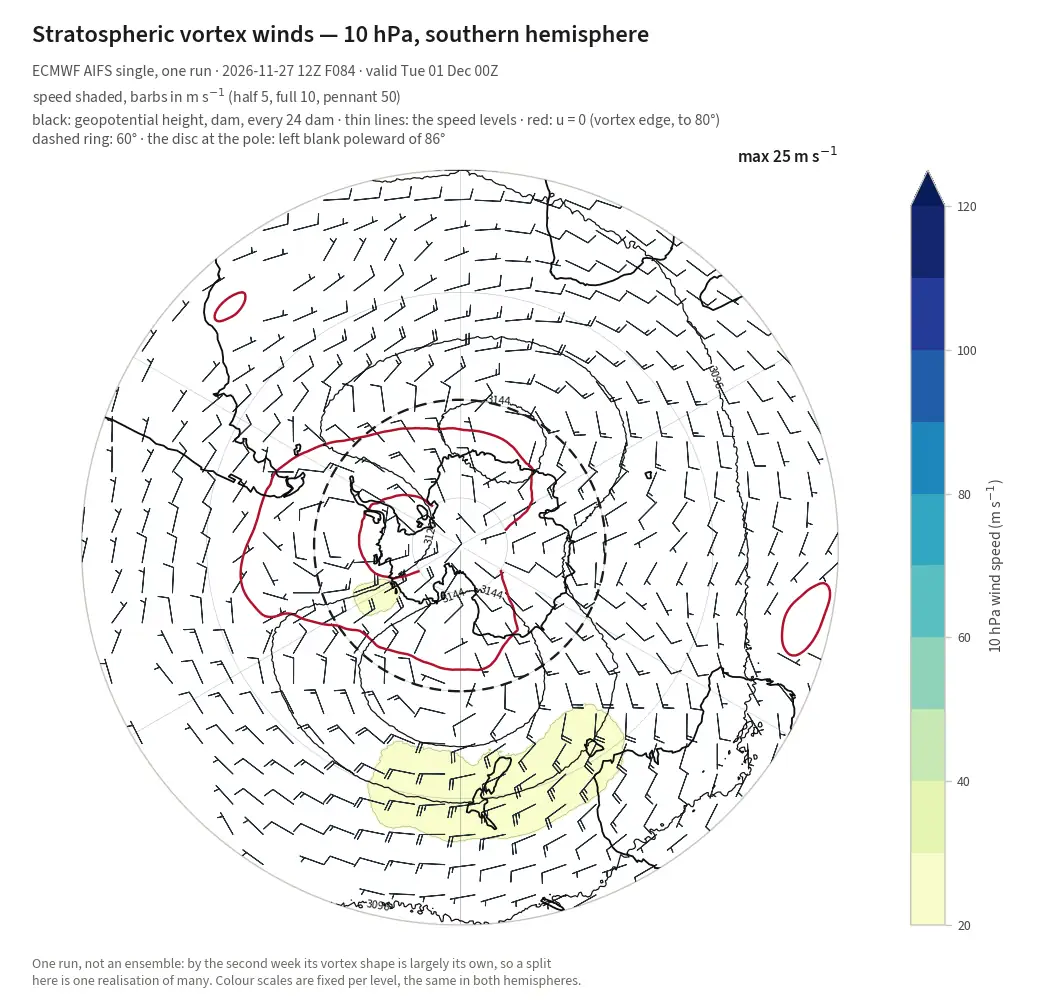 Stratospheric vortex winds — 10 hPa, southern hemisphere
ECMWF AIFS single, one run · 2026-11-27 12Z F084 · valid Tue 01 Dec 00Z
speed shaded, barbs in m s⁻¹ (half 5, full 10, pennant 50)
black: geopotential height, dam, every 24 dam · thin lines: the speed levels · red: u = 0 (vortex edge, to 80°)
dashed ring: 60° · the disc at the pole: left blank poleward of 86°
max 25 m s⁻¹
120
100
80
60
40
20
10 hPa wind speed (m s⁻¹)
3096
3144
3144
3144
3096
One run, not an ensemble: by the second week its vortex shape is largely its own, so a split
here is one realisation of many. Colour scales are fixed per level, the same in both hemispheres.